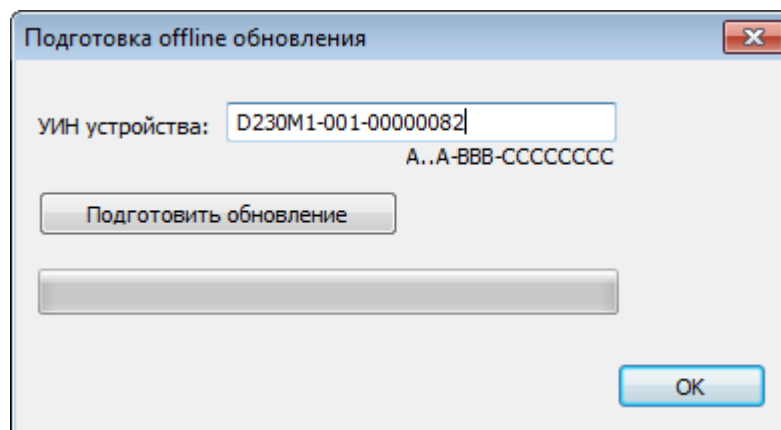 Подготовка offline обновления
УИН устройства: D230M1-001-00000082
A..A-BBB-CCCCCCCC
Подготовить обновление
OK